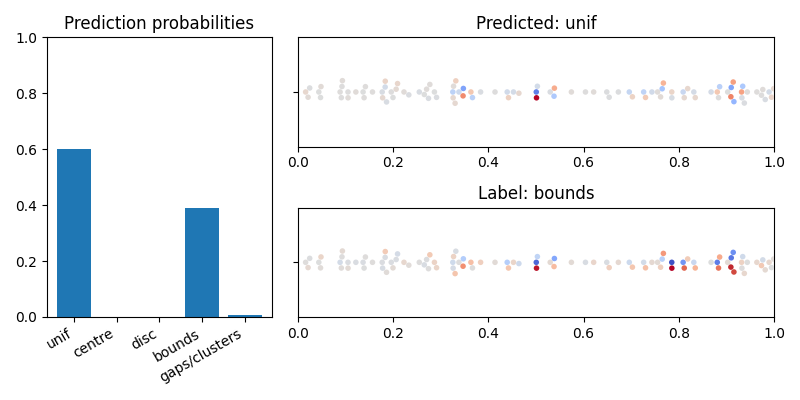 Prediction probabilities
1.0
0.8
0.6
0.4
0.2
0.0
unif
centre
disc
bounds
gaps/clusters
Predicted: unif
0.0 0.2 0.4 0.6 0.8 1.0
Label: bounds
0.0 0.2 0.4 0.6 0.8 1.0